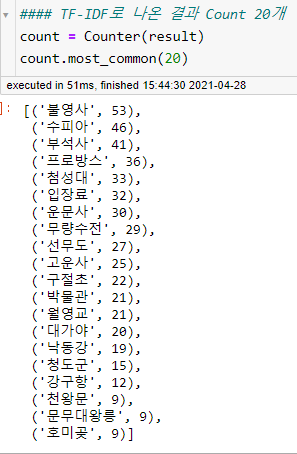 #### TF-IDF로 나온 결과 Count 20개
count = Counter(result)
count.most_common(20)
executed in 51ms, finished 15:44:30 2021-04-28
]: [('불영사', 53),
('수피아', 46),
('부석사', 41),
('프로방스', 36),
('첨성대', 33),
('입장료', 32),
('운문사', 30),
('무량수전', 29),
('선무도', 27),
('고운사', 25),
('구절초', 22),
('박물관', 21),
('월영교', 21),
('대가야', 20),
('낙동강', 19),
('청도군', 15),
('강구항', 12),
('천왕문', 9),
('문무대왕릉', 9),
('호미곶', 9)]